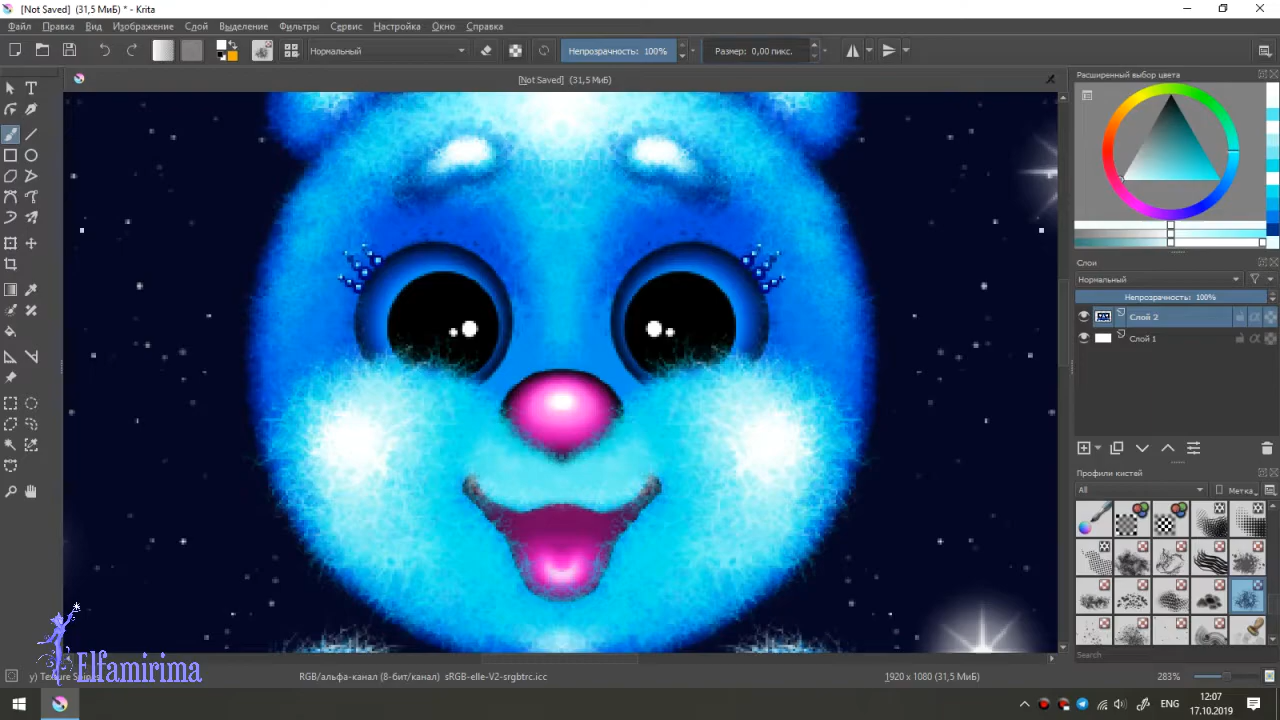 [Not Saved] (31,5 МиБ) * - Krita
Файл Правка Вид Изображение Слой Выделение Фильтры Сервис Настройка Окно Справка
Нормальный Непрозрачность: 100% Размер: 0,00 пикс.
[Not Saved] (31,5 МиБ)
Расширенный выбор цвета
Слои
Нормальный
Непрозрачность: 100%
Слой 2
Слой 1
Профили кистей
All Метка
Search
Elfamirima
y) Texture
RGB/альфа-канал (8-бит/канал) sRGB-elle-V2-srgbtrc.icc
1920 x 1080 (31,5 МиБ)
283%
ENG
12:07
17.10.2019